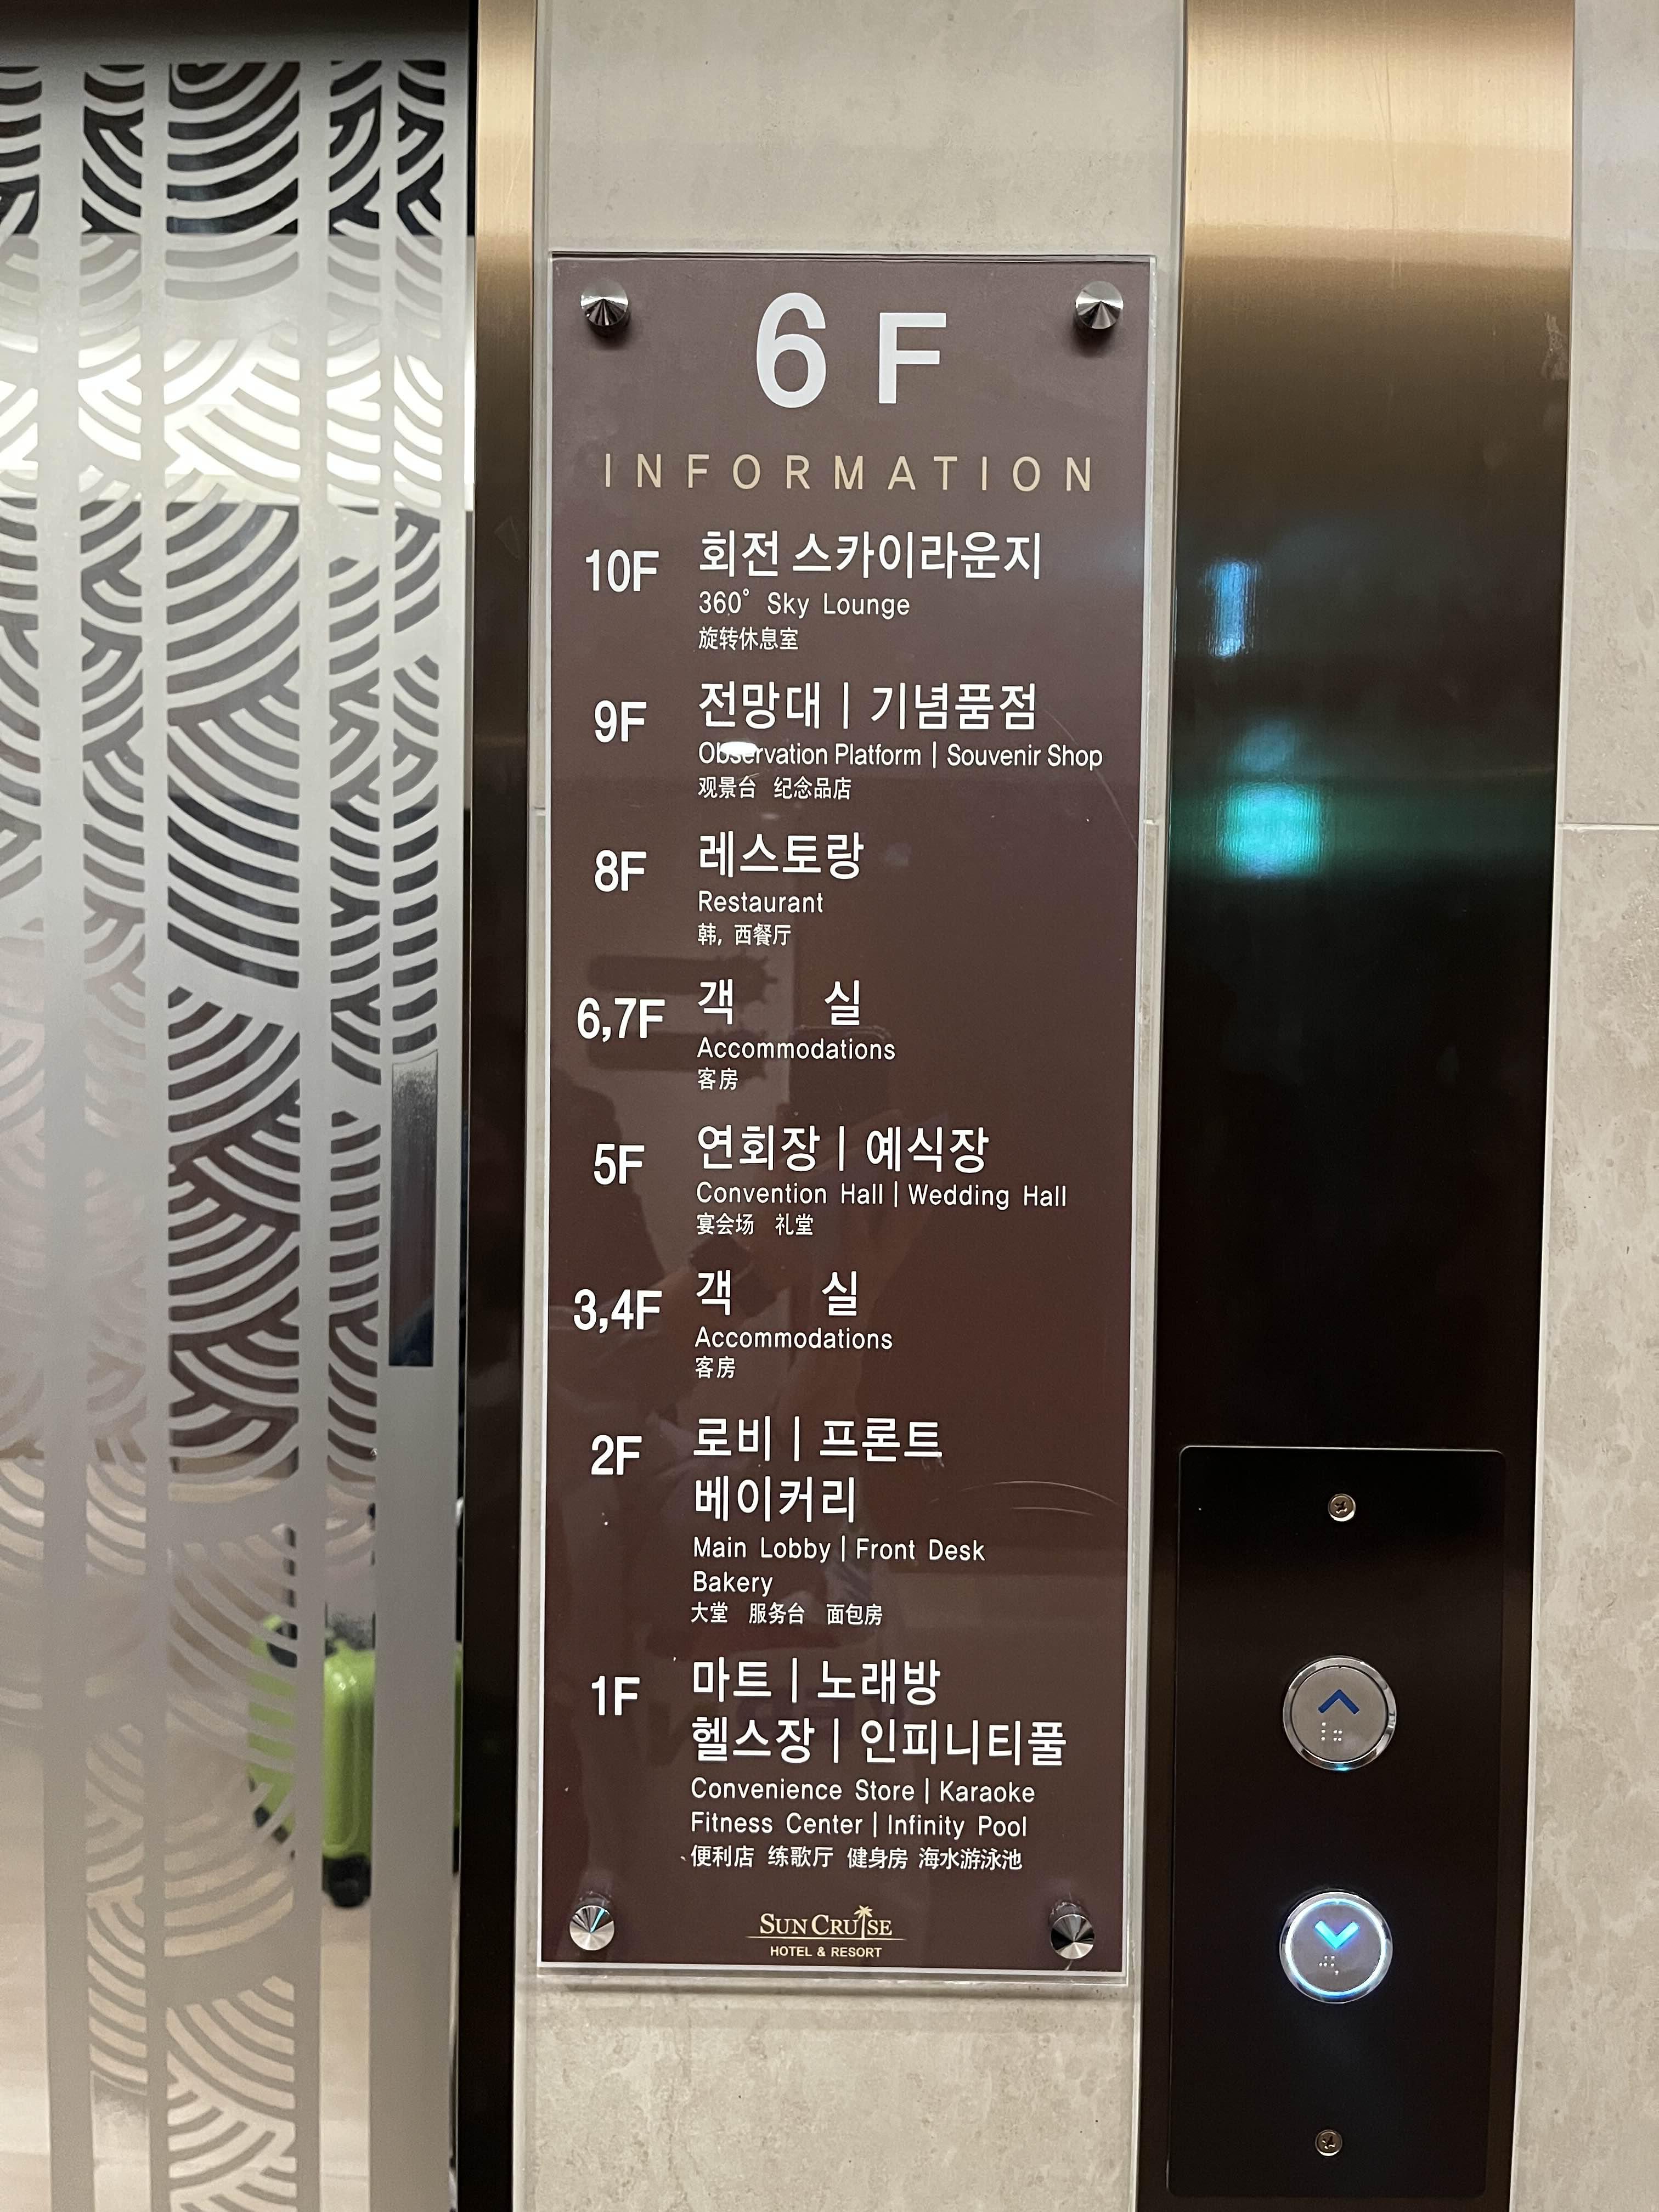 6 F
INFORMATION
10F 회전 스카이라운지
360° Sky Lounge
旋转休息室
9F 전망대 | 기념품점
Observation Platform | Souvenir Shop
观景台 纪念品店
8F 레스토랑
Restaurant
韩, 西餐厅
6,7F 객 실
Accommodations
客房
5F 연회장 | 예식장
Convention Hall | Wedding Hall
宴会场 礼堂
3,4F 객 실
Accommodations
客房
2F 로비 | 프론트
베이커리
Main Lobby | Front Desk
Bakery
大堂 服务台 面包房
1F 마트 | 노래방
헬스장 | 인피니티풀
Convenience Store | Karaoke
Fitness Center | Infinity Pool
便利店 练歌厅 健身房 海水游泳池
SUN CRUISE
HOTEL & RESORT